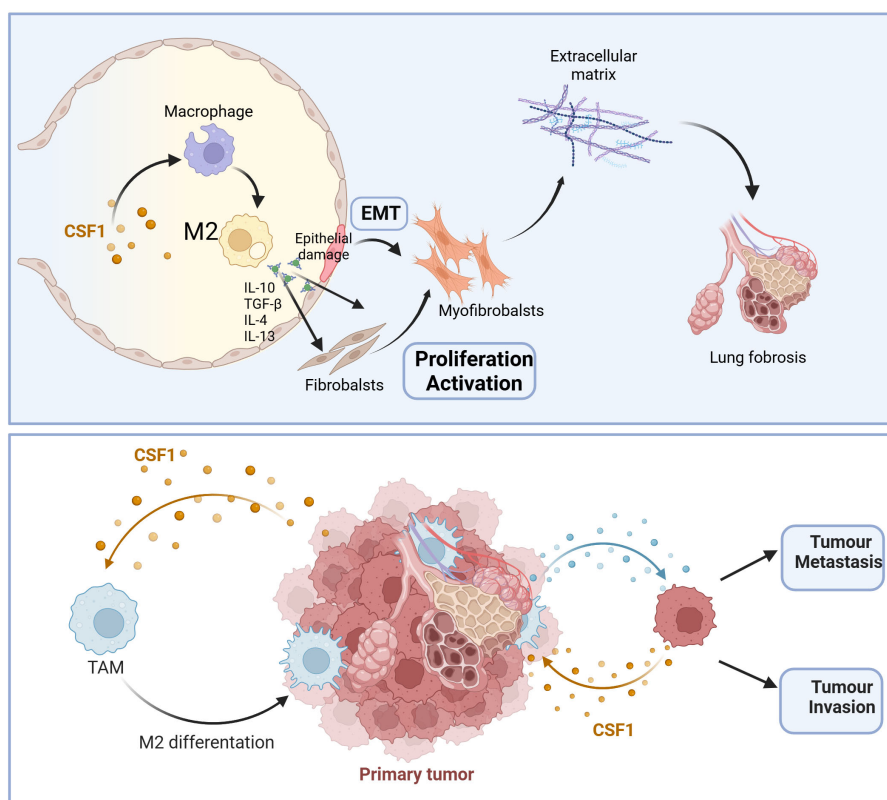 Extracellular
matrix
Macrophage
CSF1
M2
EMT
Epithelial
damage
IL-10
TGF-β
IL-4
IL-13
Myofibrobalsts
Fibrobalsts
Proliferation
Activation
Lung fobrosis
CSF1
TAM
M2 differentation
Primary tumor
CSF1
Tumour
Metastasis
Tumour
Invasion